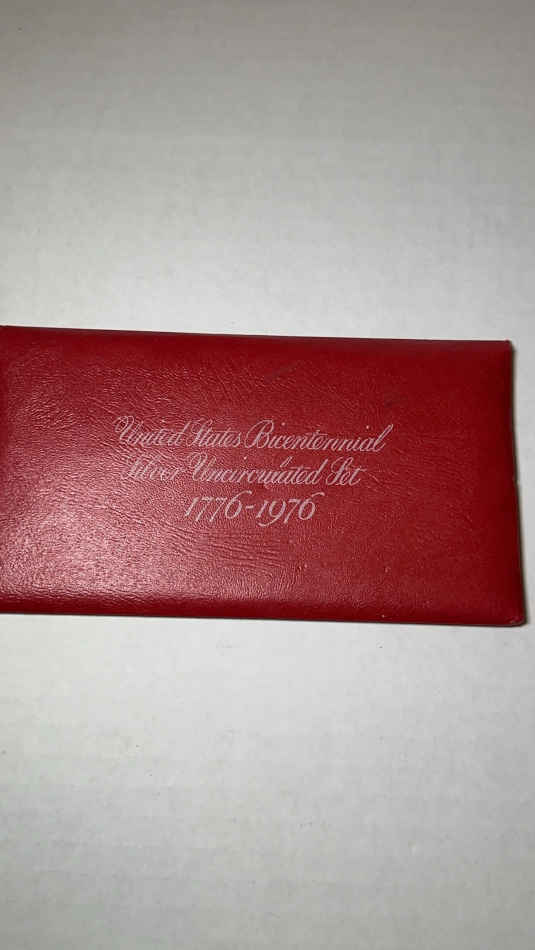 United States Bicentennial
Silver Uncirculated Set
1776-1976